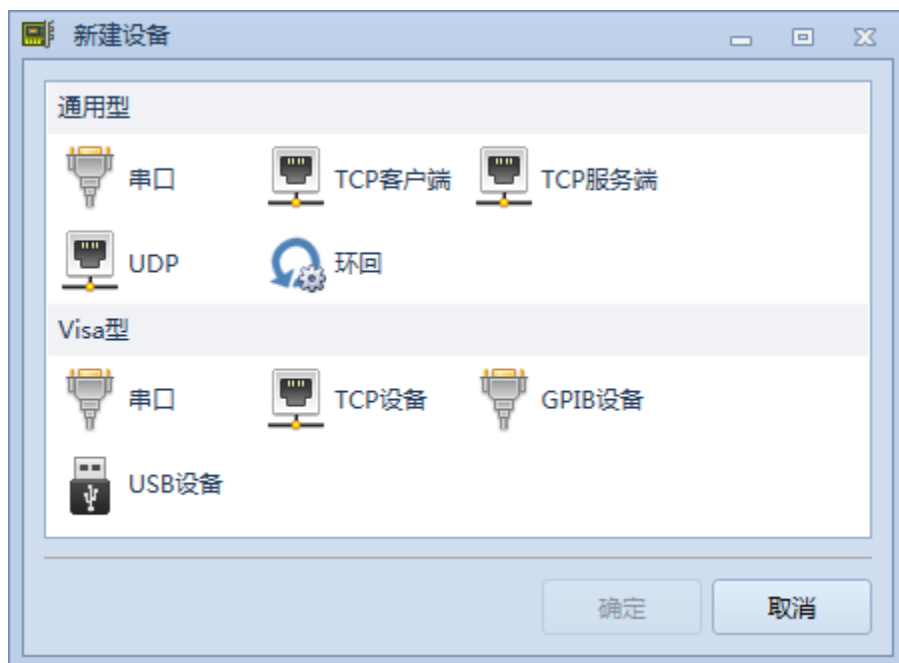 新建设备
通用型
串口 TCP客户端 TCP服务端
UDP 环回
Visa型
串口 TCP设备 GPIB设备
USB设备
确定 取消